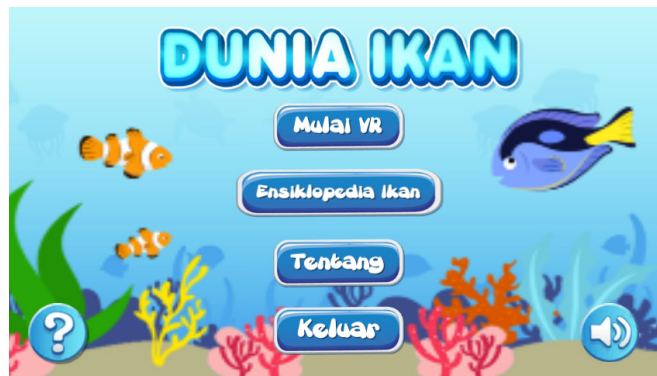 DUNIA IKAN
Mulai VR
Ensiklopedia Ikan
Tentang
Keluar
?